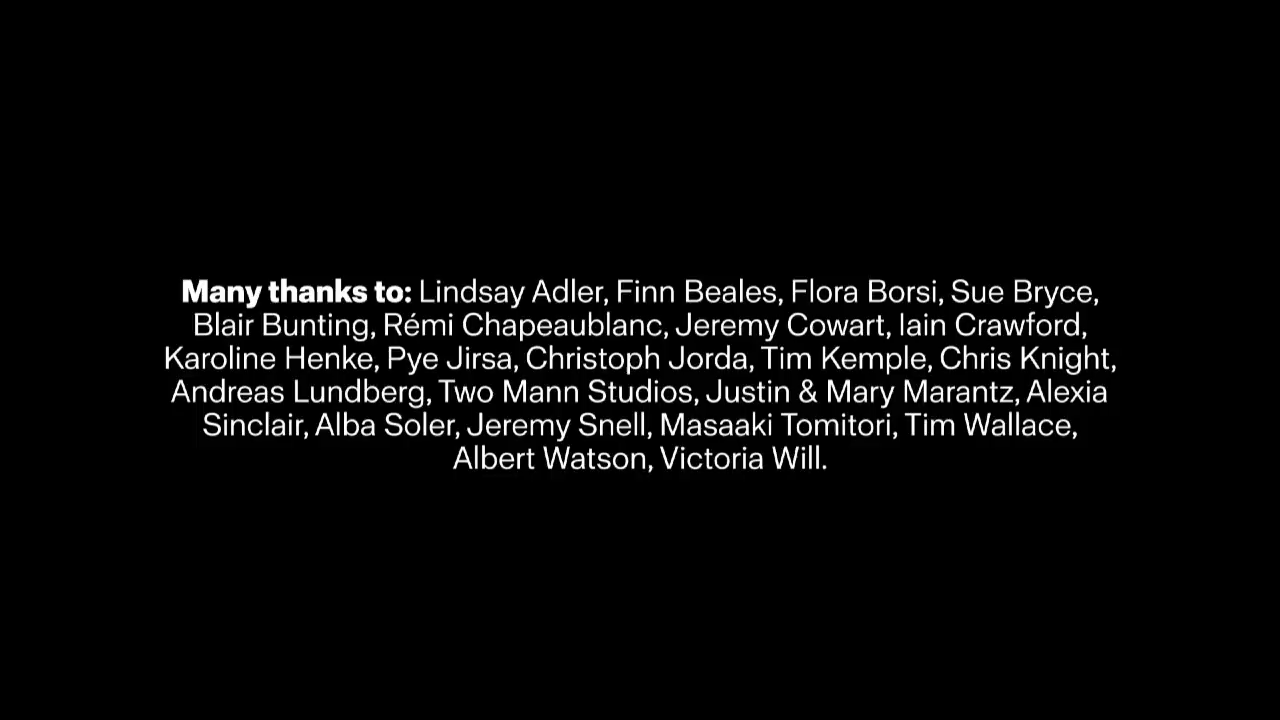 Many thanks to: Lindsay Adler, Finn Beales, Flora Borsi, Sue Bryce,
Blair Bunting, Rémi Chapeaublanc, Jeremy Cowart, Iain Crawford,
Karoline Henke, Pye Jirsa, Christoph Jorda, Tim Kemple, Chris Knight,
Andreas Lundberg, Two Mann Studios, Justin & Mary Marantz, Alexia
Sinclair, Alba Soler, Jeremy Snell, Masaaki Tomitori, Tim Wallace,
Albert Watson, Victoria Will.